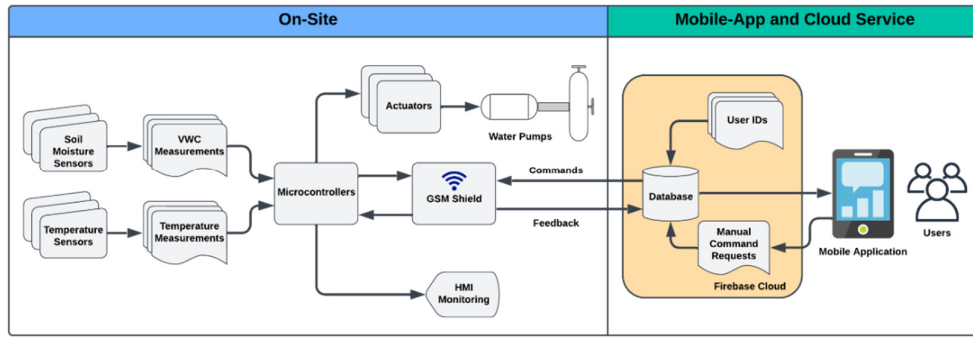 On-Site
Mobile-App and Cloud Service
Soil
Moisture
Sensors
VWC
Measurements
Temperature
Sensors
Temperature
Measurements
Microcontrollers
Actuators
Water Pumps
GSM Shield
HMI
Monitoring
Commands
Feedback
User IDs
Database
Manual
Command
Requests
Firebase Cloud
Mobile Application
Users